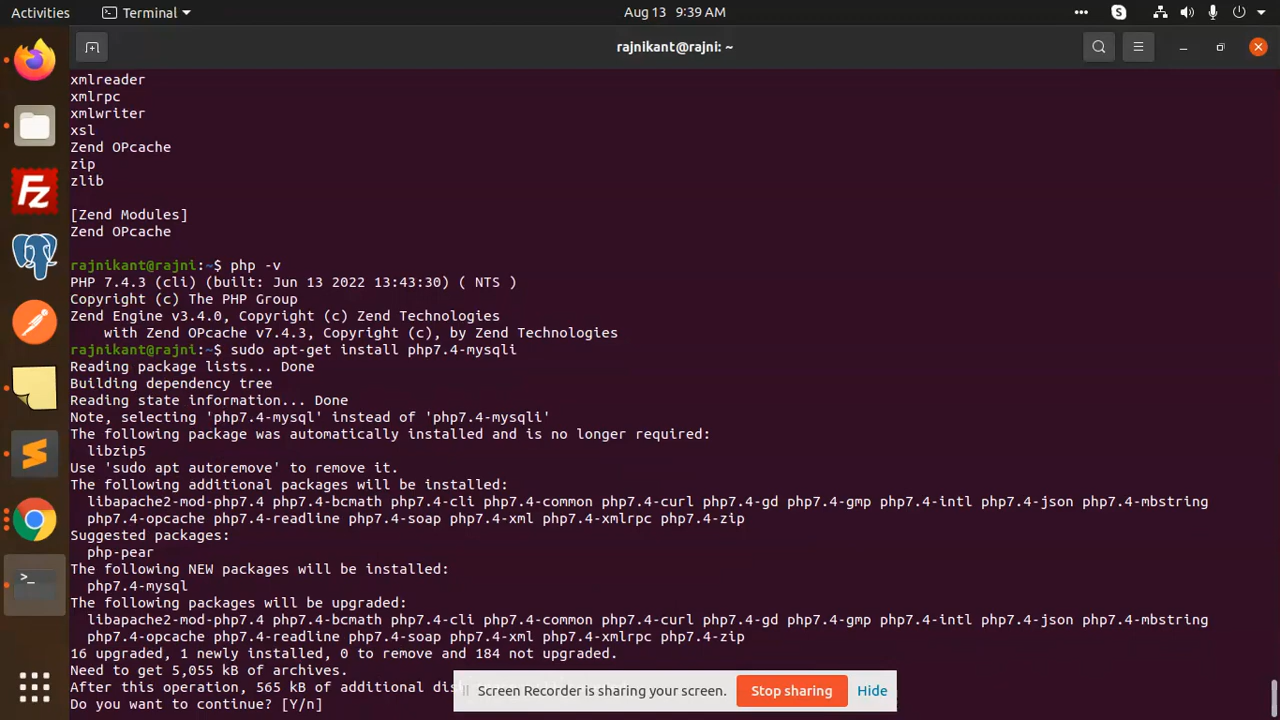 Activities
Terminal
Aug 13 9:39 AM
rajnikant@rajni: ~
xmlreader
xmlrpc
xmlwriter
xsl
Zend OPcache
zip
zlib
[Zend Modules]
Zend OPcache
rajnikant@rajni:~$ php -v
PHP 7.4.3 (cli) (built: Jun 13 2022 13:43:30) ( NTS )
Copyright (c) The PHP Group
Zend Engine v3.4.0, Copyright (c) Zend Technologies
    with Zend OPcache v7.4.3, Copyright (c), by Zend Technologies
rajnikant@rajni:~$ sudo apt-get install php7.4-mysqli
Reading package lists... Done
Building dependency tree
Reading state information... Done
Note, selecting 'php7.4-mysql' instead of 'php7.4-mysqli'
The following package was automatically installed and is no longer required:
  libzip5
Use 'sudo apt autoremove' to remove it.
The following additional packages will be installed:
  libapache2-mod-php7.4 php7.4-bcmath php7.4-cli php7.4-common php7.4-curl php7.4-gd php7.4-gmp php7.4-intl php7.4-json php7.4-mbstring
  php7.4-opcache php7.4-readline php7.4-soap php7.4-xml php7.4-xmlrpc php7.4-zip
Suggested packages:
  php-pear
The following NEW packages will be installed:
  php7.4-mysql
The following packages will be upgraded:
  libapache2-mod-php7.4 php7.4-bcmath php7.4-cli php7.4-common php7.4-curl php7.4-gd php7.4-gmp php7.4-intl php7.4-json php7.4-mbstring
  php7.4-opcache php7.4-readline php7.4-soap php7.4-xml php7.4-xmlrpc php7.4-zip
16 upgraded, 1 newly installed, 0 to remove and 184 not upgraded.
Need to get 5,055 kB of archives.
After this operation, 565 kB of additional
Do you want to continue? [Y/n]
Screen Recorder is sharing your screen.
Stop sharing
Hide